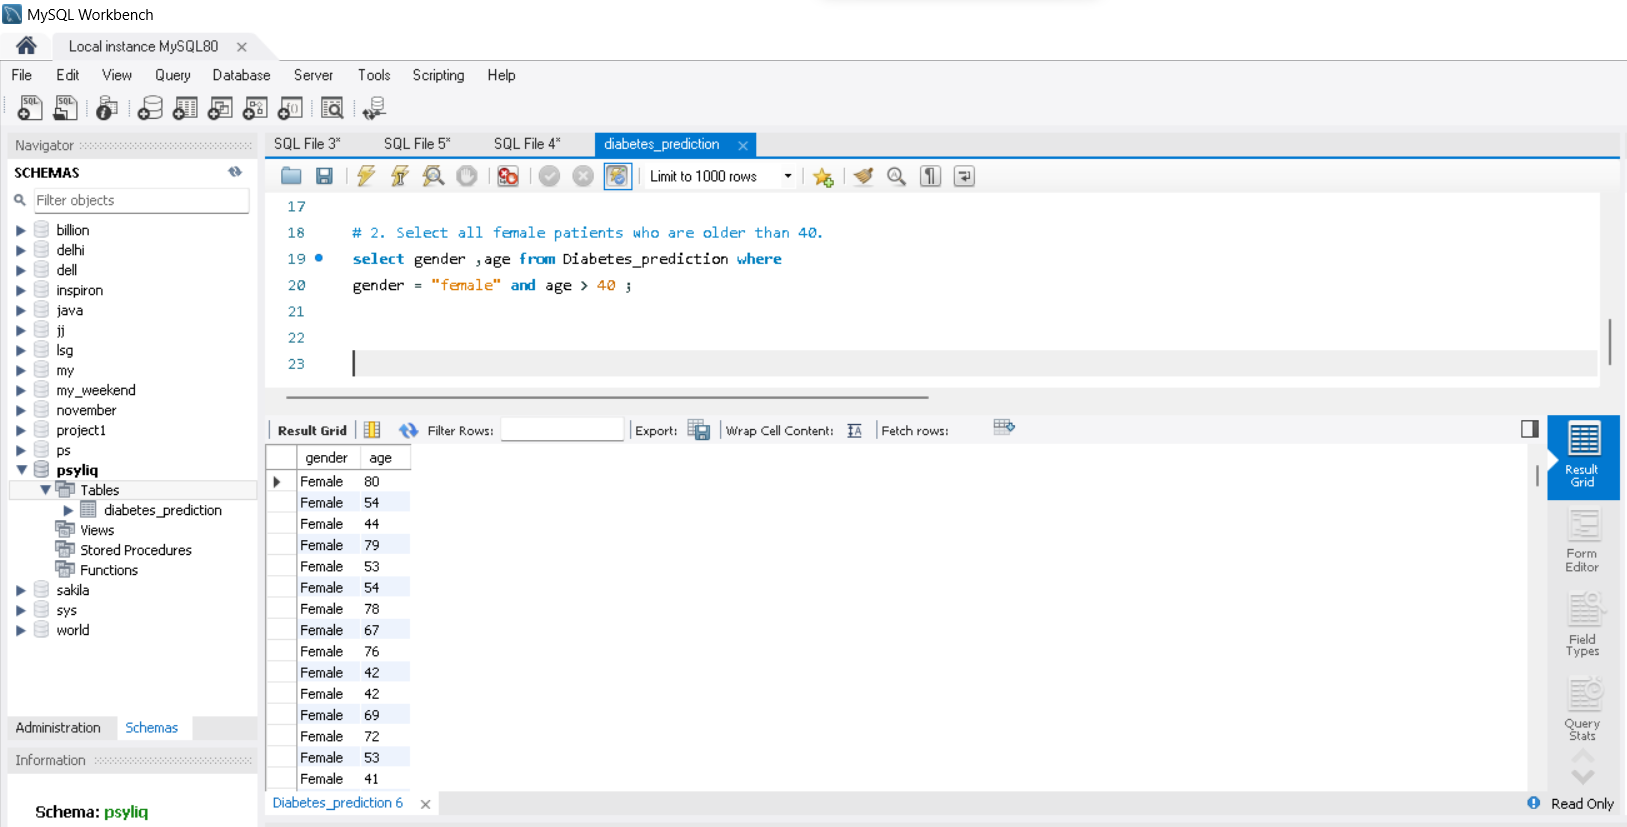 MySQL Workbench
Local instance MySQL80
File Edit View Query Database Server Tools Scripting Help
Navigator
SCHEMAS
Filter objects
billion
delhi
dell
inspiron
java
jj
lsg
my
my_weekend
november
project1
ps
psyliq
Tables
diabetes_prediction
Views
Stored Procedures
Functions
sakila
sys
world
Administration Schemas
Information
Schema: psyliq
SQL File 3* SQL File 5* SQL File 4* diabetes_prediction
Limit to 1000 rows
17
18 # 2. Select all female patients who are older than 40.
19 select gender ,age from Diabetes_prediction where
20 gender = "female" and age > 40 ;
21
22
23
Result Grid Filter Rows: Export: Wrap Cell Content: Fetch rows:
gender age
Female 80
Female 54
Female 44
Female 79
Female 53
Female 54
Female 78
Female 67
Female 76
Female 42
Female 42
Female 69
Female 72
Female 53
Female 41
Diabetes_prediction 6
Result
Grid
Form
Editor
Field
Types
Query
Stats
Read Only